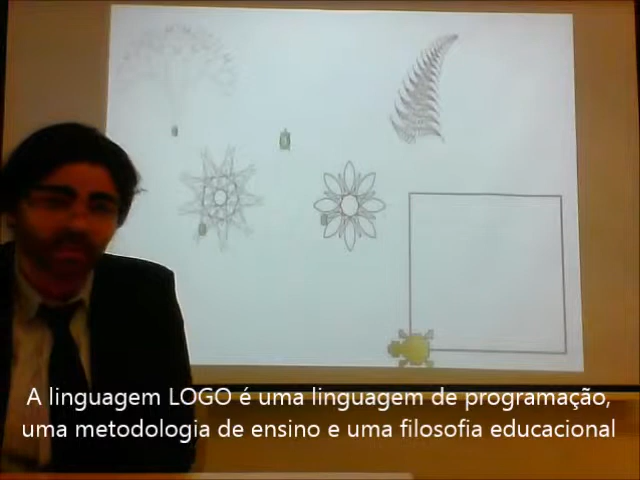 A linguagem LOGO é uma linguagem de programação,
uma metodologia de ensino e uma filosofia educacional